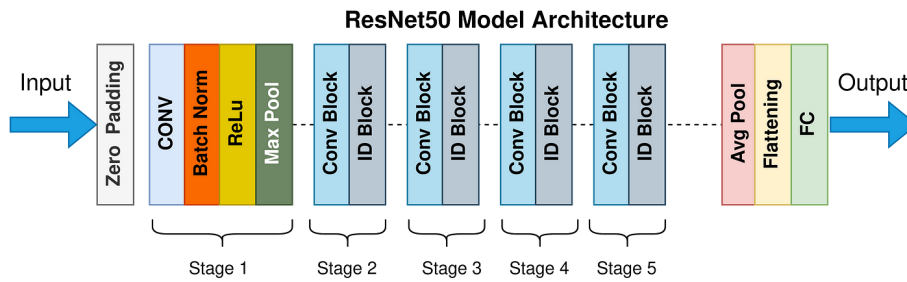 ResNet50 Model Architecture
Input
Zero Padding
CONV
Batch Norm
ReLu
Max Pool
Conv Block
ID Block
Conv Block
ID Block
Conv Block
ID Block
Conv Block
ID Block
Avg Pool
Flattening
FC
Output
Stage 1
Stage 2
Stage 3
Stage 4
Stage 5